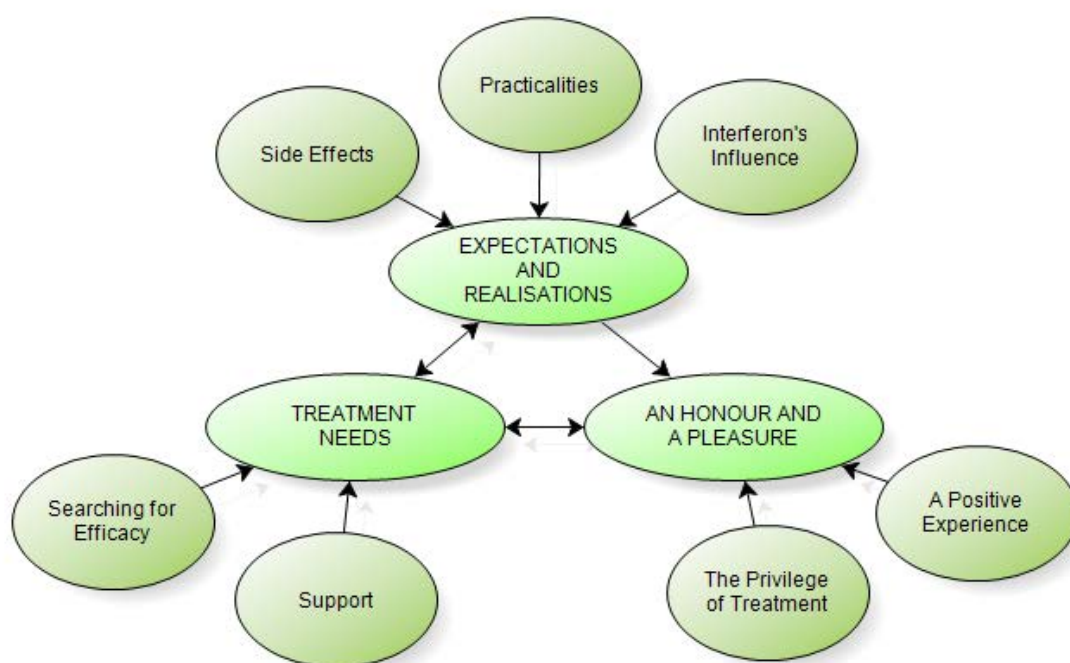 Practicalities
Side Effects
Interferon's
Influence
EXPECTATIONS
AND
REALISATIONS
TREATMENT
NEEDS
AN HONOUR AND
A PLEASURE
Searching for
Efficacy
Support
The Privilege
of Treatment
A Positive
Experience